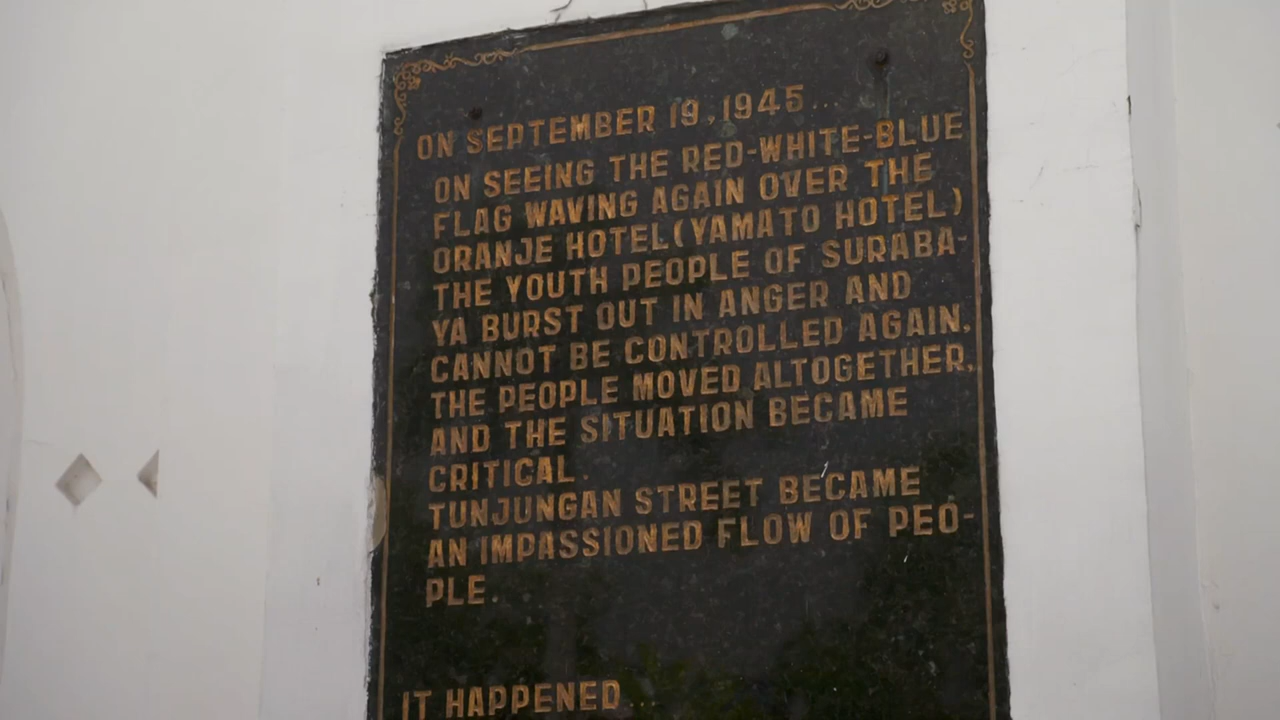 ON SEPTEMBER 19, 1945...
ON SEEING THE RED-WHITE-BLUE
FLAG WAVING AGAIN OVER THE
ORANJE HOTEL (YAMATO HOTEL)
THE YOUTH PEOPLE OF SURABA-
YA BURST OUT IN ANGER AND
CANNOT BE CONTROLLED AGAIN,
THE PEOPLE MOVED ALTOGETHER,
AND THE SITUATION BECAME
CRITICAL.
TUNJUNGAN STREET BECAME
AN IMPASSIONED FLOW OF PEO-
PLE.
IT HAPPENED